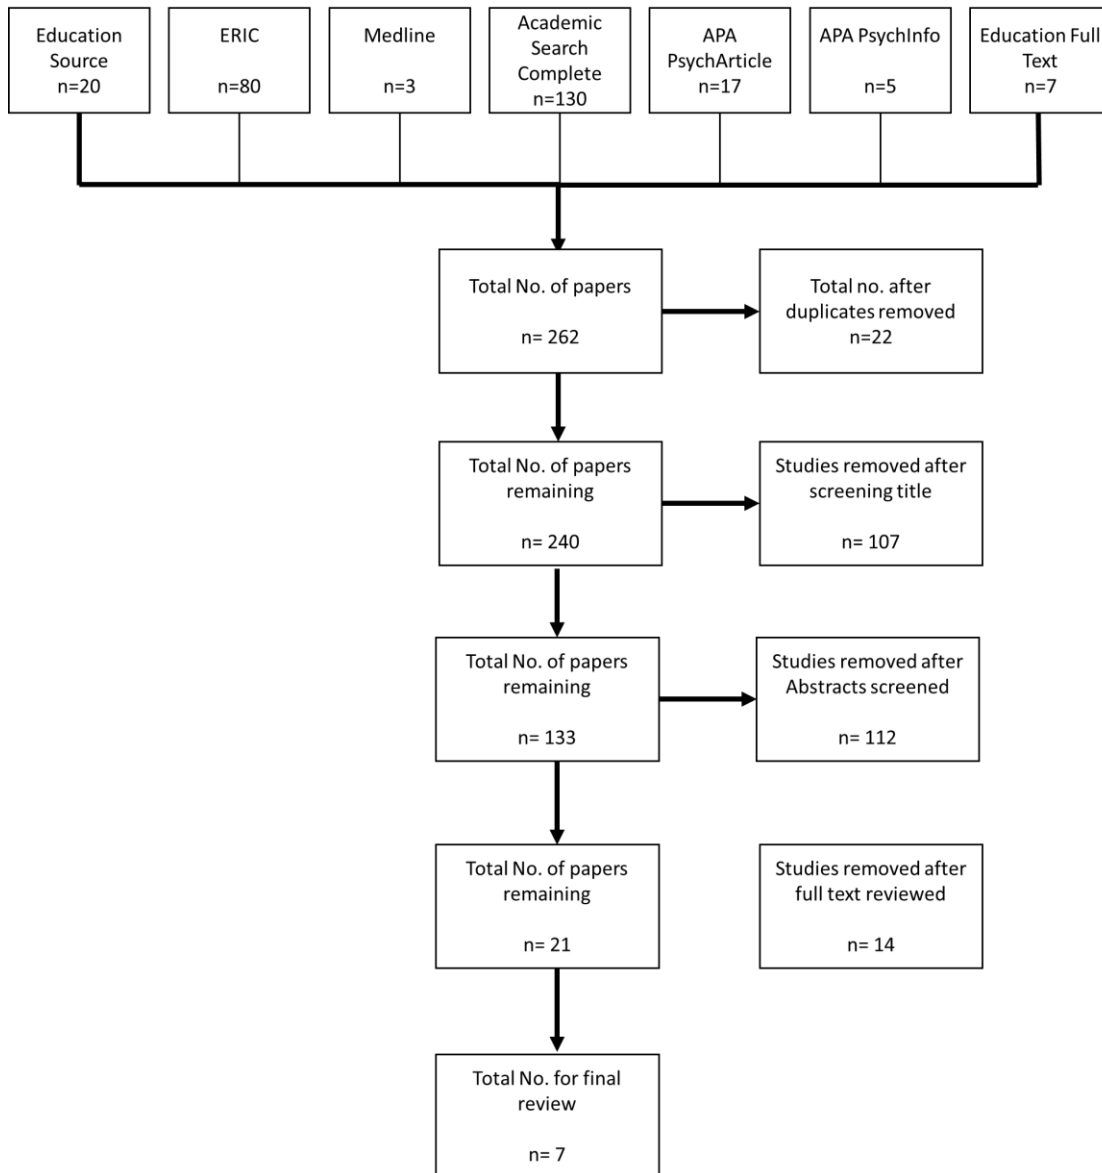 Education
Source
n=20
ERIC
n=80
Medline
n=3
Academic
Search
Complete
n=130
APA
PsychArticle
n=17
APA PsychInfo
n=5
Education Full
Text
n=7
Total No. of papers
n= 262
Total no. after
duplicates removed
n=22
Total No. of papers
remaining
n= 240
Studies removed after
screening title
n= 107
Total No. of papers
remaining
n= 133
Studies removed after
Abstracts screened
n= 112
Total No. of papers
remaining
n= 21
Studies removed after
full text reviewed
n= 14
Total No. for final
review
n= 7